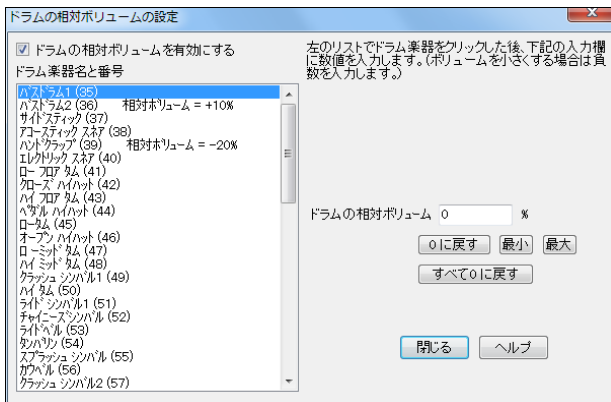 ドラムの相対ボリュームの設定
ドラムの相対ボリュームを有効にする
ドラム楽器名と番号
ﾊﾞｽﾄﾞﾗﾑ1 (35)
ﾊﾞｽﾄﾞﾗﾑ2 (36) 相対ﾎﾞﾘｭｰﾑ = +10%
ｻｲﾄﾞｽﾃｨｯｸ (37)
ｱｺｰｽﾃｨｯｸ ｽﾈｱ (38)
ﾊﾝﾄﾞｸﾗｯﾌﾟ (39) 相対ﾎﾞﾘｭｰﾑ = -20%
ｴﾚｸﾄﾘｯｸ ｽﾈｱ (40)
ﾛｰ ﾌﾛｱ ﾀﾑ (41)
ｸﾛｰｽﾞ ﾊｲﾊｯﾄ (42)
ﾊｲ ﾌﾛｱ ﾀﾑ (43)
ﾍﾟﾀﾞﾙ ﾊｲﾊｯﾄ (44)
ﾛｰﾀﾑ (45)
ｵｰﾌﾟﾝ ﾊｲﾊｯﾄ (46)
ﾛｰﾐｯﾄﾞ ﾀﾑ (47)
ﾊｲ ﾐｯﾄﾞ ﾀﾑ (48)
ｸﾗｯｼｭ ｼﾝﾊﾞﾙ1 (49)
ﾊｲ ﾀﾑ (50)
ﾗｲﾄﾞ ｼﾝﾊﾞﾙ1 (51)
ﾁｬｲﾆｰｽﾞ ｼﾝﾊﾞﾙ (52)
ﾗｲﾄﾞﾍﾞﾙ (53)
ﾀﾝﾊﾞﾘﾝ (54)
ｽﾌﾟﾗｯｼｭ ｼﾝﾊﾞﾙ (55)
ｶｳﾍﾞﾙ (56)
ｸﾗｯｼｭ ｼﾝﾊﾞﾙ2 (57)
左のリストでドラム楽器をクリックした後、下記の入力欄
に数値を入力します。(ボリュームを小さくする場合は負
数を入力します。)
ドラムの相対ボリューム 0 %
0に戻す 最小 最大
すべて0に戻す
閉じる ヘルプ